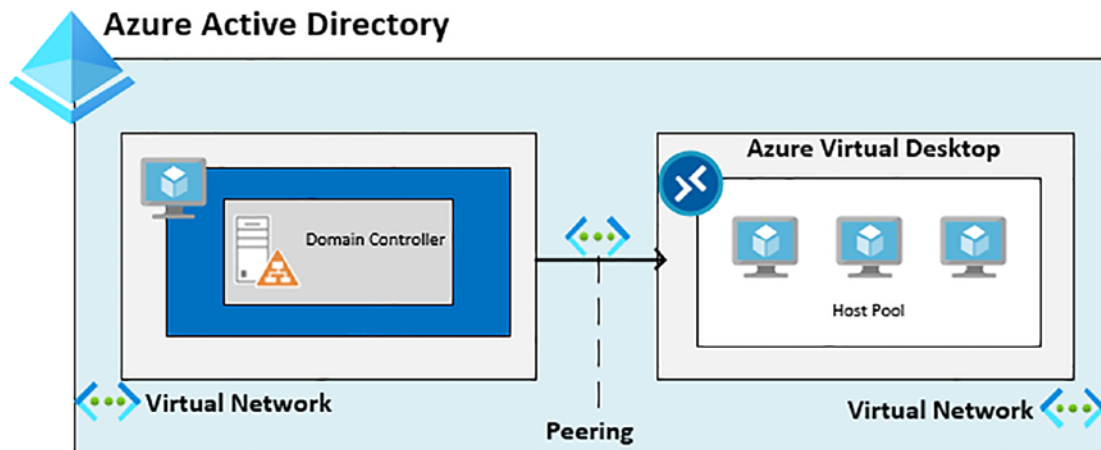 Azure Active Directory
Azure Virtual Desktop
Domain Controller
Host Pool
Virtual Network
Virtual Network
Peering